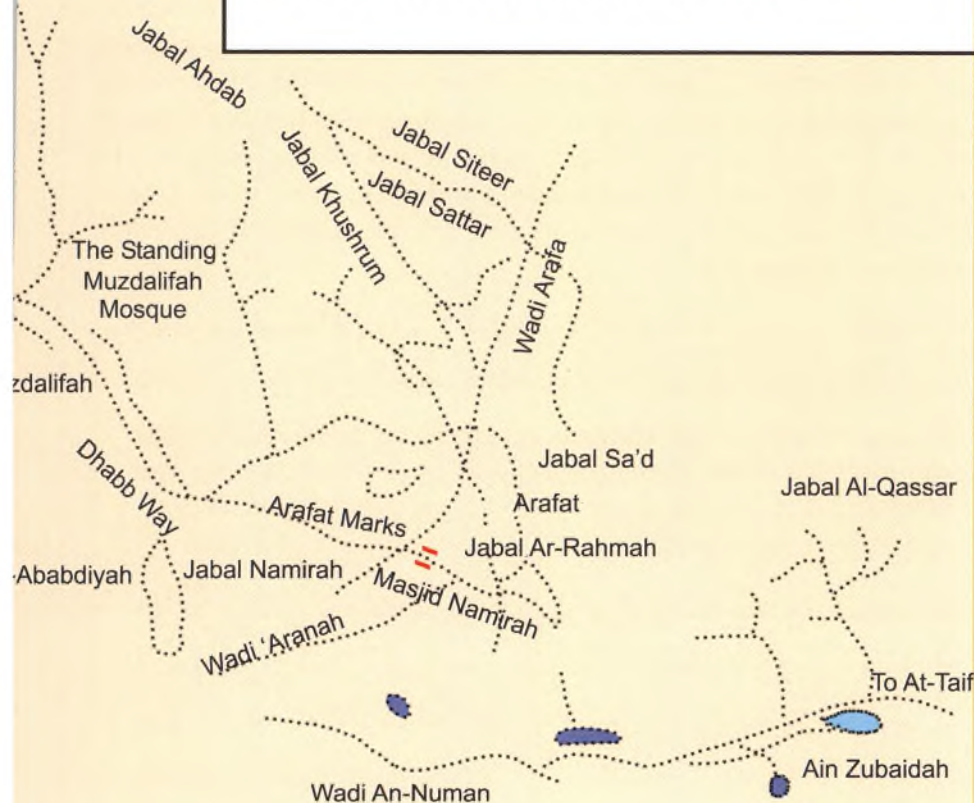 Jabal Ahdab
Jabal Siteer
Jabal Khushrum
Jabal Sattar
The Standing
Muzdalifah
Mosque
Wadi Arafa
zdalifah
Dhabb Way
Jabal Sa'd
Jabal Al-Qassar
Arafat Marks
Arafat
Jabal Ar-Rahmah
-Ababdiyah
Jabal Namirah
Masjid Namirah
Wadi 'Aranah
To At-Taif
Ain Zubaidah
Wadi An-Numan